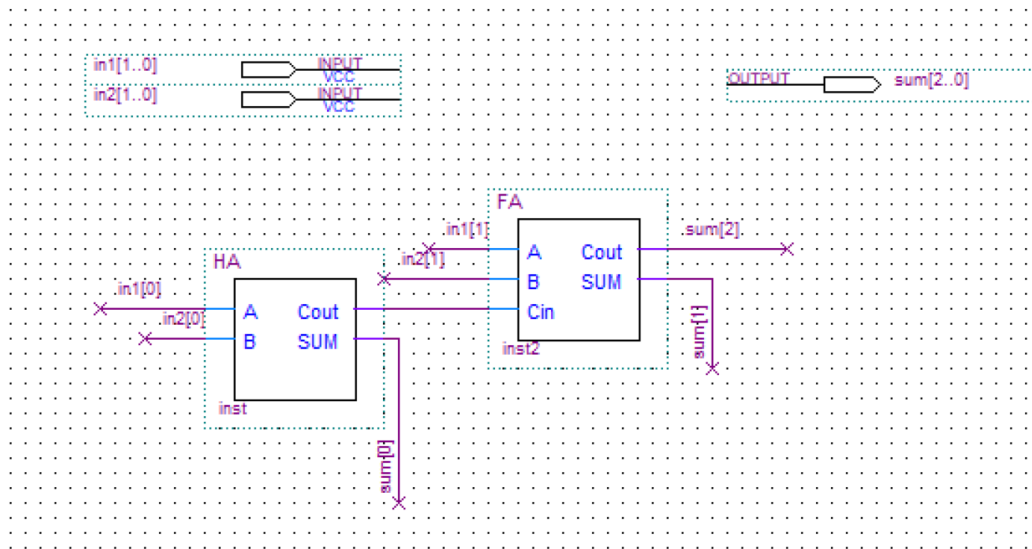 in1[1..0] INPUT VCC
in2[1..0] INPUT VCC
OUTPUT sum[2..0]
FA
in1[1] A Cout sum[2]
in2[1] B SUM
Cin
sum[1]
inst2
HA
in1[0] A Cout
in2[0] B SUM
inst
sum[0]